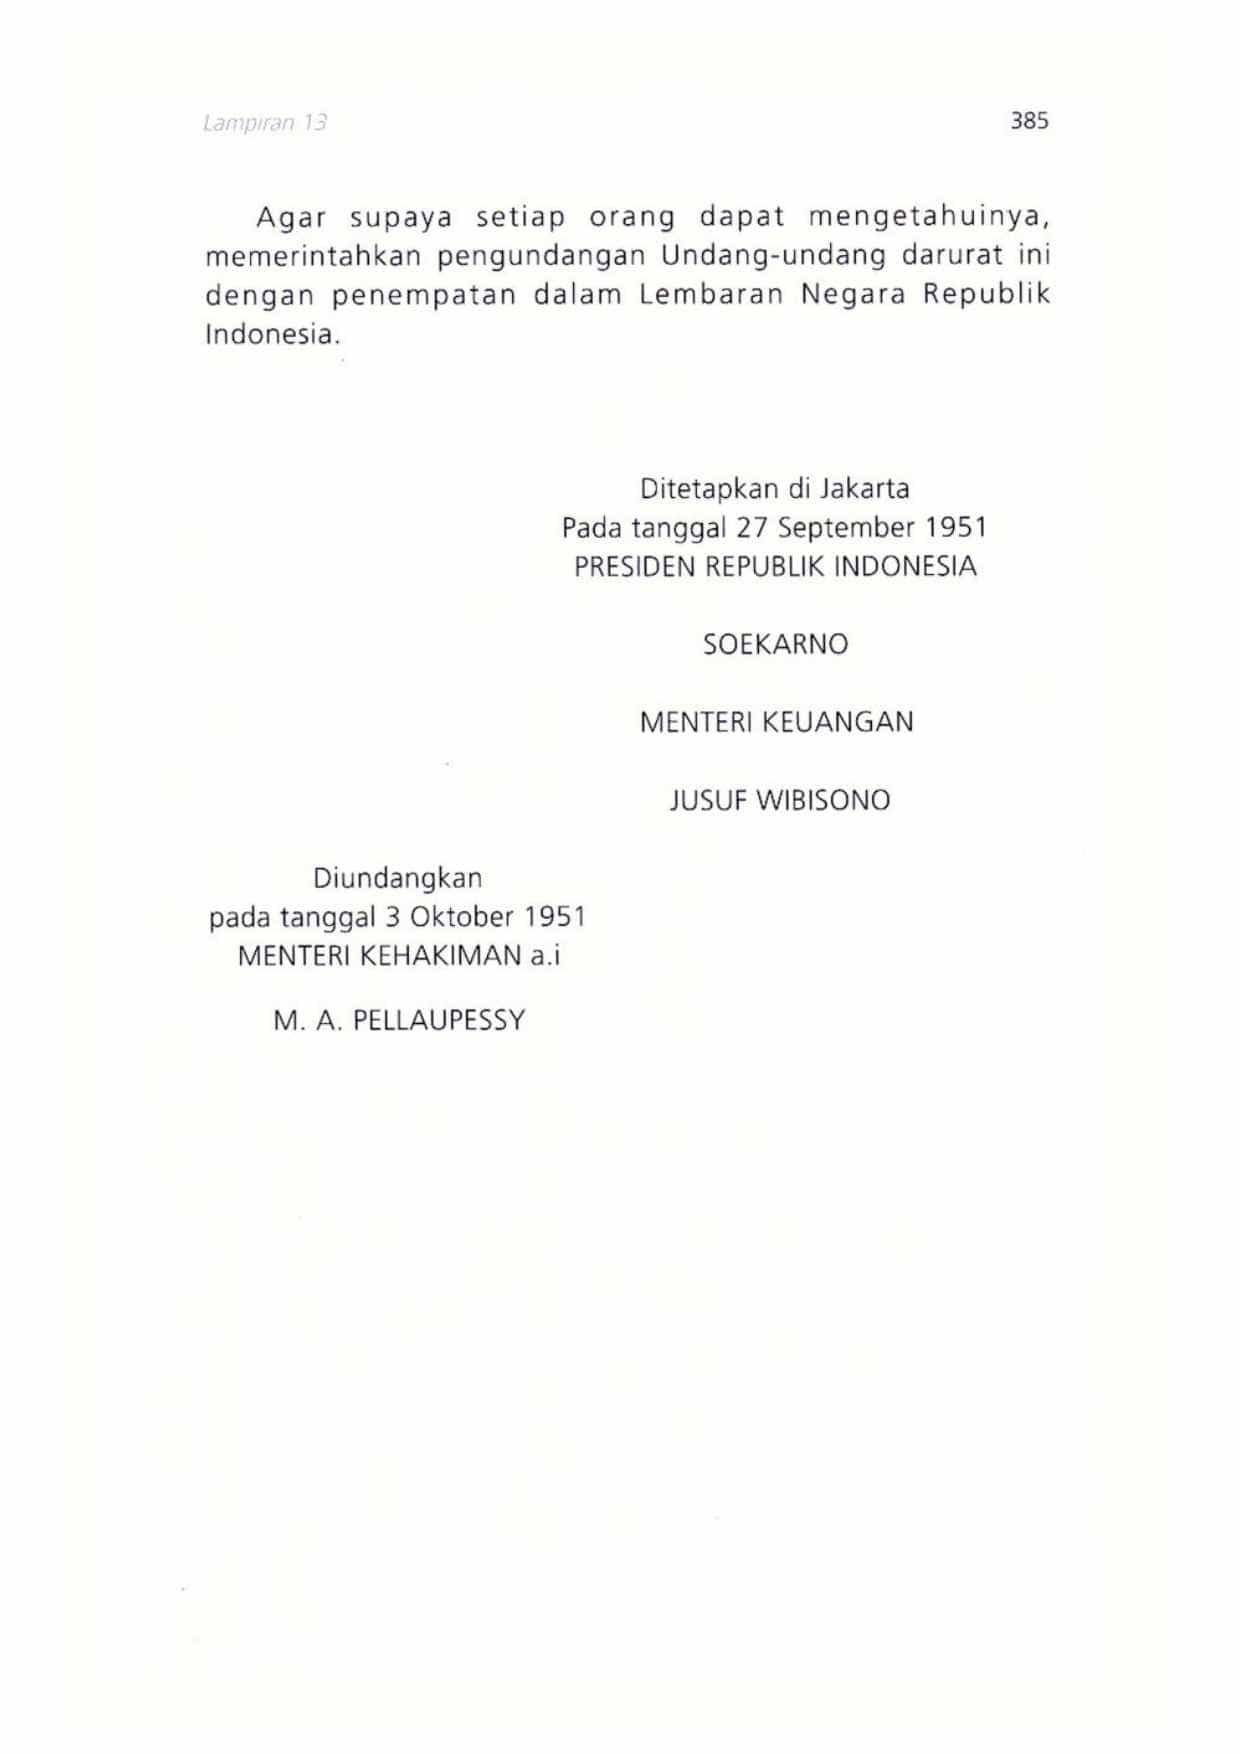 Lampiran 13 385
Agar supaya setiap orang dapat mengetahuinya,
memerintahkan pengundangan Undang-undang darurat ini
dengan penempatan dalam Lembaran Negara Republik
Indonesia.
Ditetapkan di Jakarta
Pada tanggal 27 September 1951
PRESIDEN REPUBLIK INDONESIA
SOEKARNO
MENTERI KEUANGAN
JUSUF WIBISONO
Diundangkan
pada tanggal 3 Oktober 1951
MENTERI KEHAKIMAN a.i
M. A. PELLAUPESSY